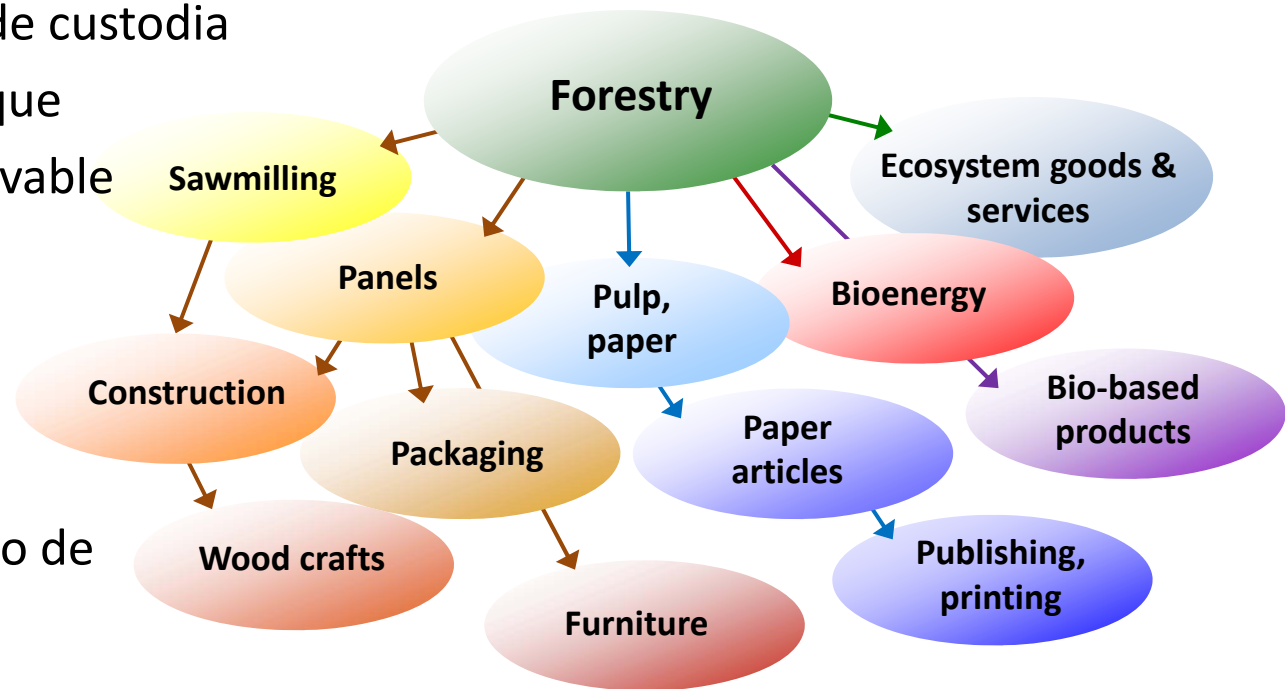 de custodia
que
vable
o de
Forestry
Sawmilling
Ecosystem goods &
services
Panels
Pulp,
paper
Bioenergy
Construction
Packaging
Paper
articles
Bio-based
products
Wood crafts
Furniture
Publishing,
printing